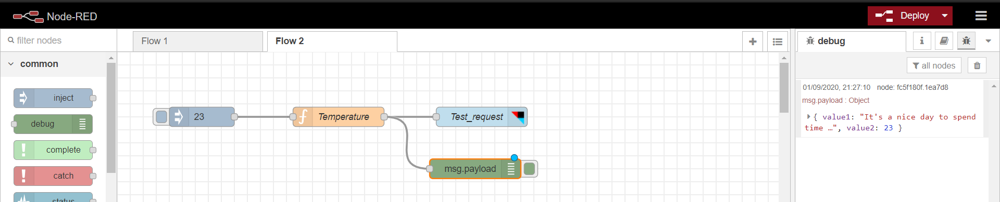 Node-RED
Deploy
filter nodes
Flow 1
Flow 2
debug
i
common
all nodes
inject
debug
complete
catch
status
23
Temperature
Test_request
msg.payload
01/09/2020, 21:27:10 node: fc5f180f.1ea7d8
msg.payload : Object
{ value1: "It's a nice day to spend
time …", value2: 23 }